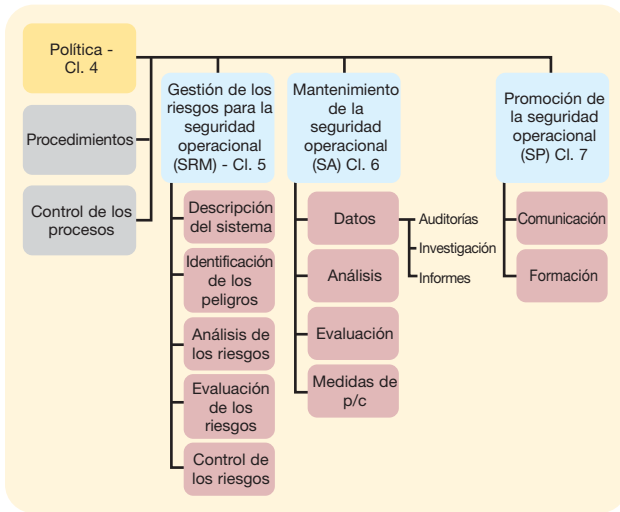 Política -
Cl. 4
Procedimientos
Control de los
procesos
Gestión de los
riesgos para la
seguridad
operacional
(SRM) - Cl. 5
Descripción
del sistema
Identificación
de los
peligros
Análisis de
los riesgos
Evaluación
de los
riesgos
Control de
los riesgos
Mantenimiento
de la
seguridad
operacional
(SA) Cl. 6
Datos
Auditorías
Investigación
Informes
Análisis
Evaluación
Medidas de
p/c
Promoción de
la seguridad
operacional
(SP) Cl. 7
Comunicación
Formación